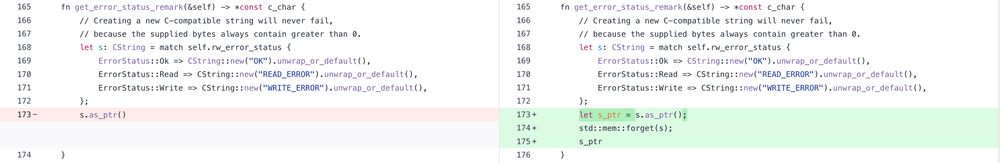 165 fn get_error_status_remark(&self) -> *const c_char {
166 // Creating a new C-compatible string will never fail,
167 // because the supplied bytes always contain greater than 0.
168 let s: CString = match self.rw_error_status {
169 ErrorStatus::Ok => CString::new("OK").unwrap_or_default(),
170 ErrorStatus::Read => CString::new("READ_ERROR").unwrap_or_default(),
171 ErrorStatus::Write => CString::new("WRITE_ERROR").unwrap_or_default(),
172 };
173- s.as_ptr()
174 }
165 fn get_error_status_remark(&self) -> *const c_char {
166 // Creating a new C-compatible string will never fail,
167 // because the supplied bytes always contain greater than 0.
168 let s: CString = match self.rw_error_status {
169 ErrorStatus::Ok => CString::new("OK").unwrap_or_default(),
170 ErrorStatus::Read => CString::new("READ_ERROR").unwrap_or_default(),
171 ErrorStatus::Write => CString::new("WRITE_ERROR").unwrap_or_default(),
172 };
173+ let s_ptr = s.as_ptr();
174+ std::mem::forget(s);
175+ s_ptr
176 }